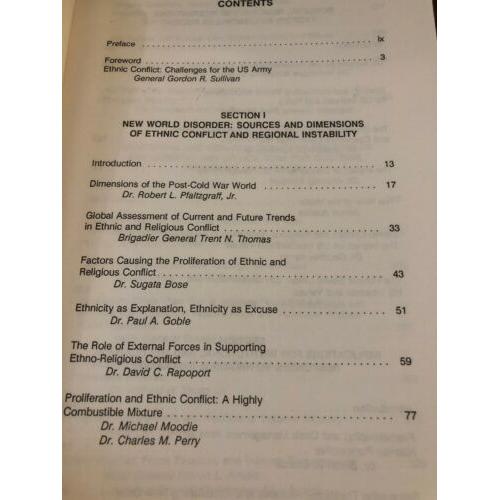 CONTENTS
Preface ix
Foreword 3
Ethnic Conflict: Challenges for the US Army
General Gordon R. Sullivan
SECTION I
NEW WORLD DISORDER: SOURCES AND DIMENSIONS
OF ETHNIC CONFLICT AND REGIONAL INSTABILITY
Introduction 13
Dimensions of the Post-Cold War World 17
Dr. Robert L. Pfaltzgraff, Jr.
Global Assessment of Current and Future Trends
in Ethnic and Religious Conflict 33
Brigadier General Trent N. Thomas
Factors Causing the Proliferation of Ethnic and
Religious Conflict 43
Dr. Sugata Bose
Ethnicity as Explanation, Ethnicity as Excuse 51
Dr. Paul A. Goble
The Role of External Forces in Supporting
Ethno-Religious Conflict 59
Dr. David C. Rapoport
Proliferation and Ethnic Conflict: A Highly
Combustible Mixture 77
Dr. Michael Moodie
Dr. Charles M. Perry